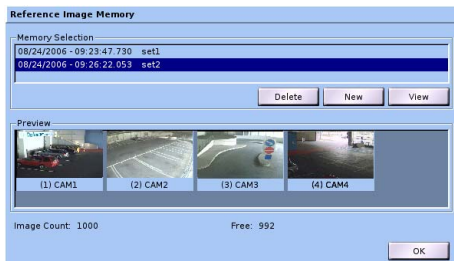 Reference Image Memory
Memory Selection
08/24/2006 - 09:23:47.730 set1
08/24/2006 - 09:26:22.053 set2
Delete New View
Preview
(1) CAM1 (2) CAM2 (3) CAM3 (4) CAM4
Image Count: 1000 Free: 992
OK